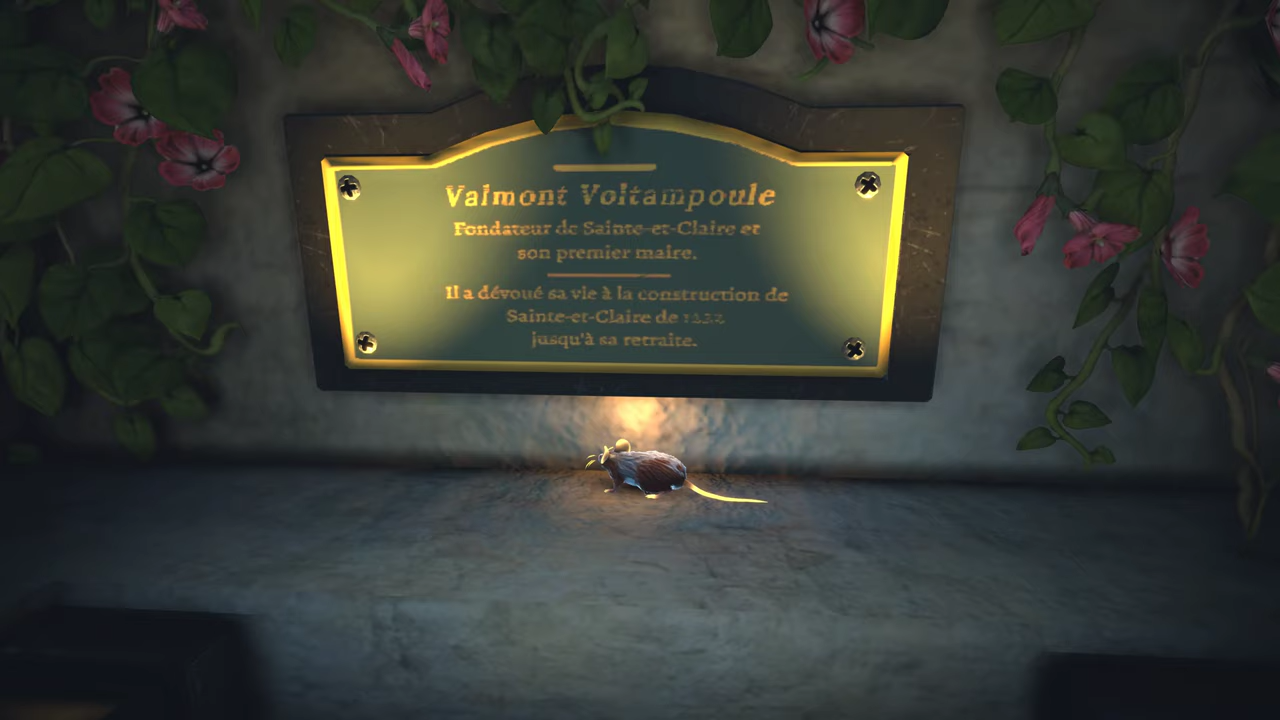 Valmont Voltampoule
Fondateur de Sainte-et-Claire et
son premier maire.
Il a dévoué sa vie à la construction de
Sainte-et-Claire de
jusqu'à sa retraite.